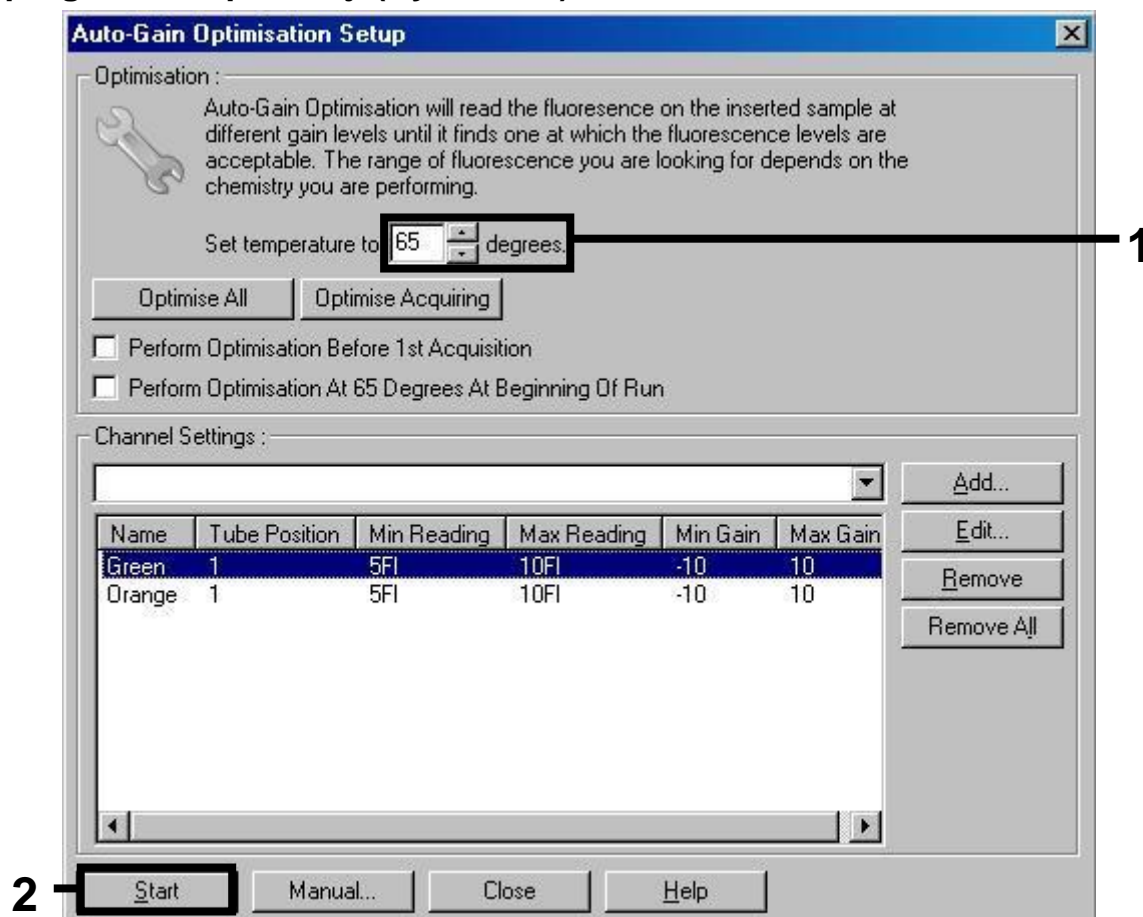 Auto-Gain Optimisation Setup
Optimisation :
Auto-Gain Optimisation will read the fluoresence on the inserted sample at
different gain levels until it finds one at which the fluorescence levels are
acceptable. The range of fluorescence you are looking for depends on the
chemistry you are performing.
Set temperature to 65 degrees.
1
Optimise All Optimise Acquiring
Perform Optimisation Before 1st Acquisition
Perform Optimisation At 65 Degrees At Beginning Of Run
Channel Settings :
Add...
Name Tube Position Min Reading Max Reading Min Gain Max Gain
Edit...
Green 1 5Fl 10Fl -10 10
Remove
Orange 1 5Fl 10Fl -10 10
Remove All
2
Start Manual... Close Help